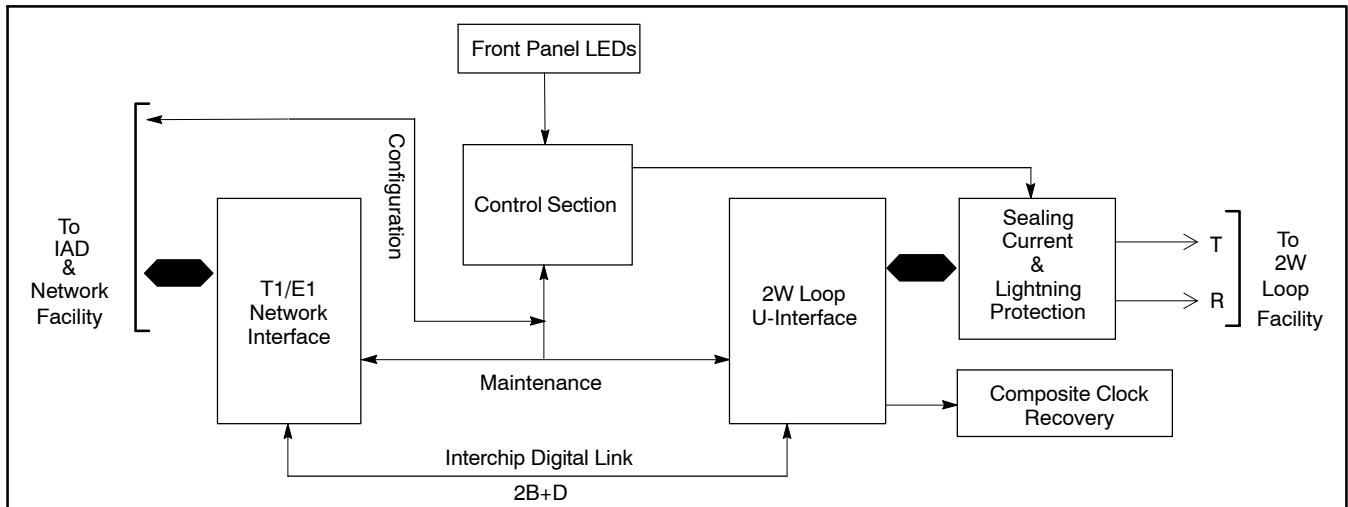 Front Panel LEDs
Configuration
Control Section
To
IAD
&
Network
Facility
T1/E1
Network
Interface
2W Loop
U-Interface
Sealing
Current
&
Lightning
Protection
T
R
To
2W
Loop
Facility
Maintenance
Composite Clock
Recovery
Interchip Digital Link
2B+D